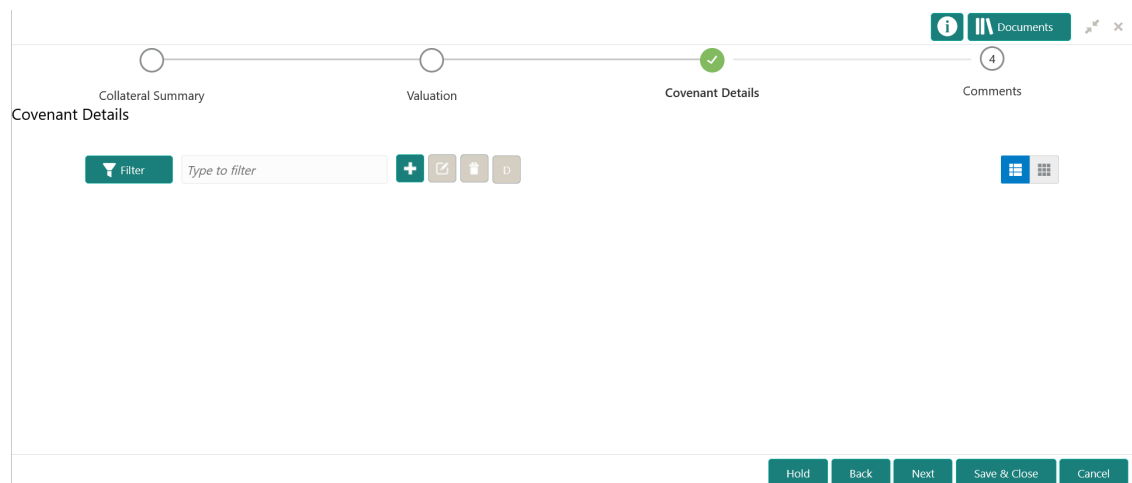 Documents
4
Collateral Summary
Valuation
Covenant Details
Comments
Covenant Details
Filter
Type to filter
D
Hold
Back
Next
Save & Close
Cancel